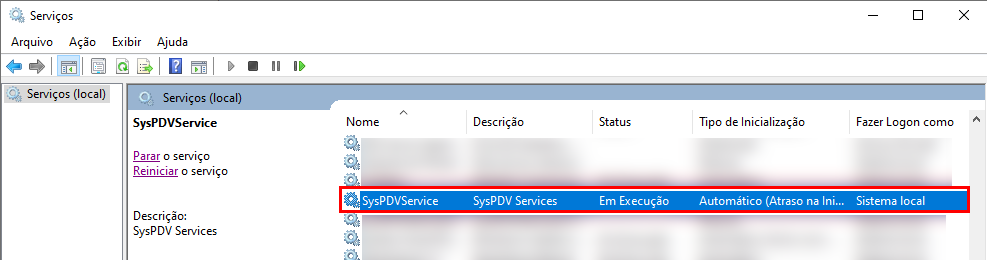 Serviços
Arquivo Ação Exibir Ajuda
Serviços (local)
Serviços (local)
SysPDVService
Parar o serviço
Reiniciar o serviço
Descrição:
SysPDV Services
Nome Descrição Status Tipo de Inicialização Fazer Logon como
SysPDVService SysPDV Services Em Execução Automático (Atraso na Ini... Sistema local